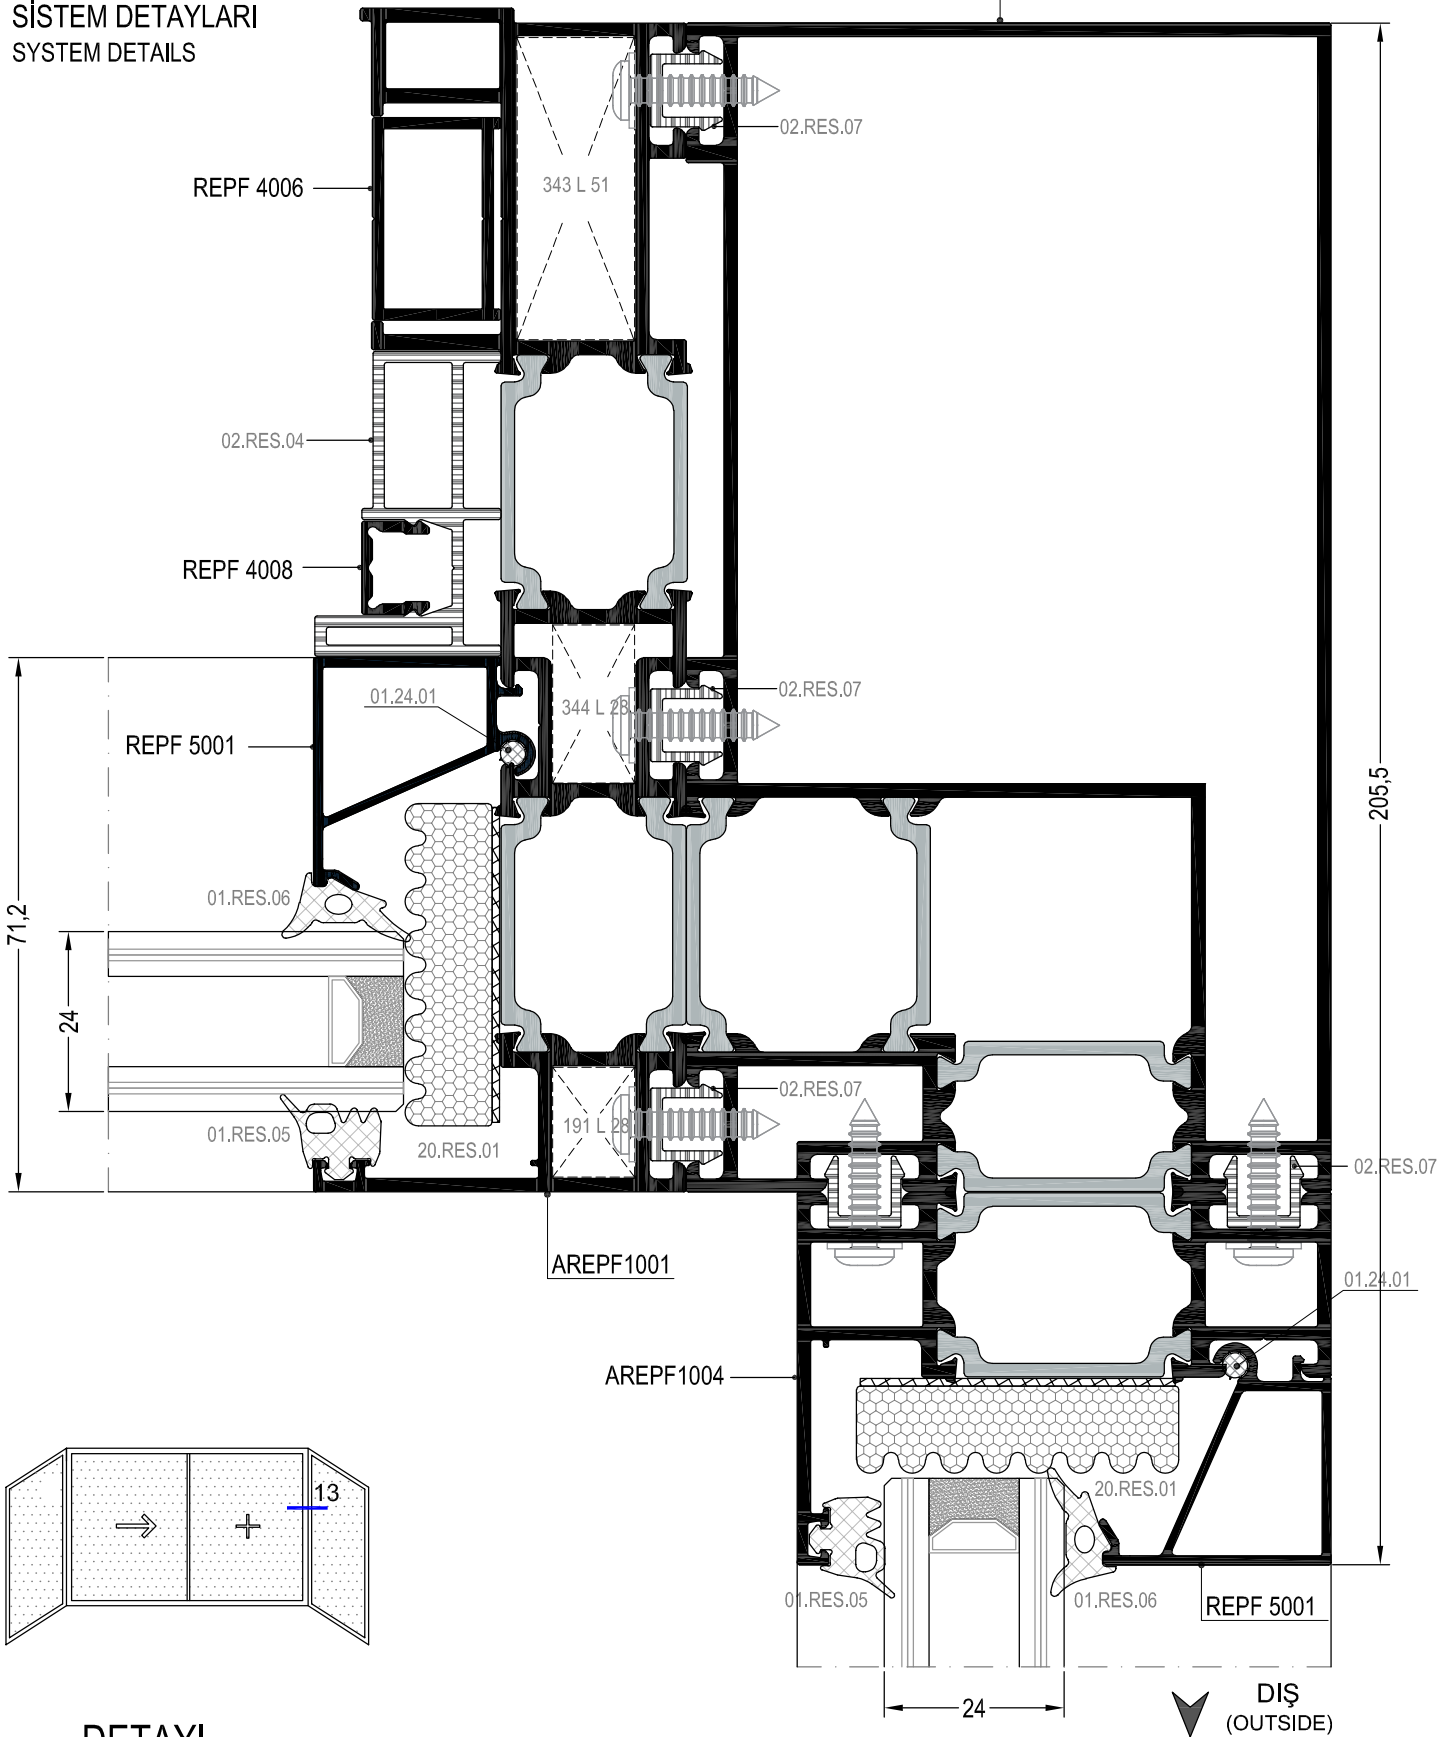 SİSTEM DETAYLARI
SYSTEM DETAILS
02.RES.07
REPF 4006
343 L 51
02.RES.04
REPF 4008
01.24.01
344 L 28
02.RES.07
REPF 5001
205,5
01.RES.06
71,2
24
02.RES.07
01.RES.05
191 L 28
20.RES.01
02.RES.07
AREPF1001
01.24.01
AREPF1004
13
20.RES.01
01.RES.05
01.RES.06
REPF 5001
24
DIŞ
(OUTSIDE)
DETAYI